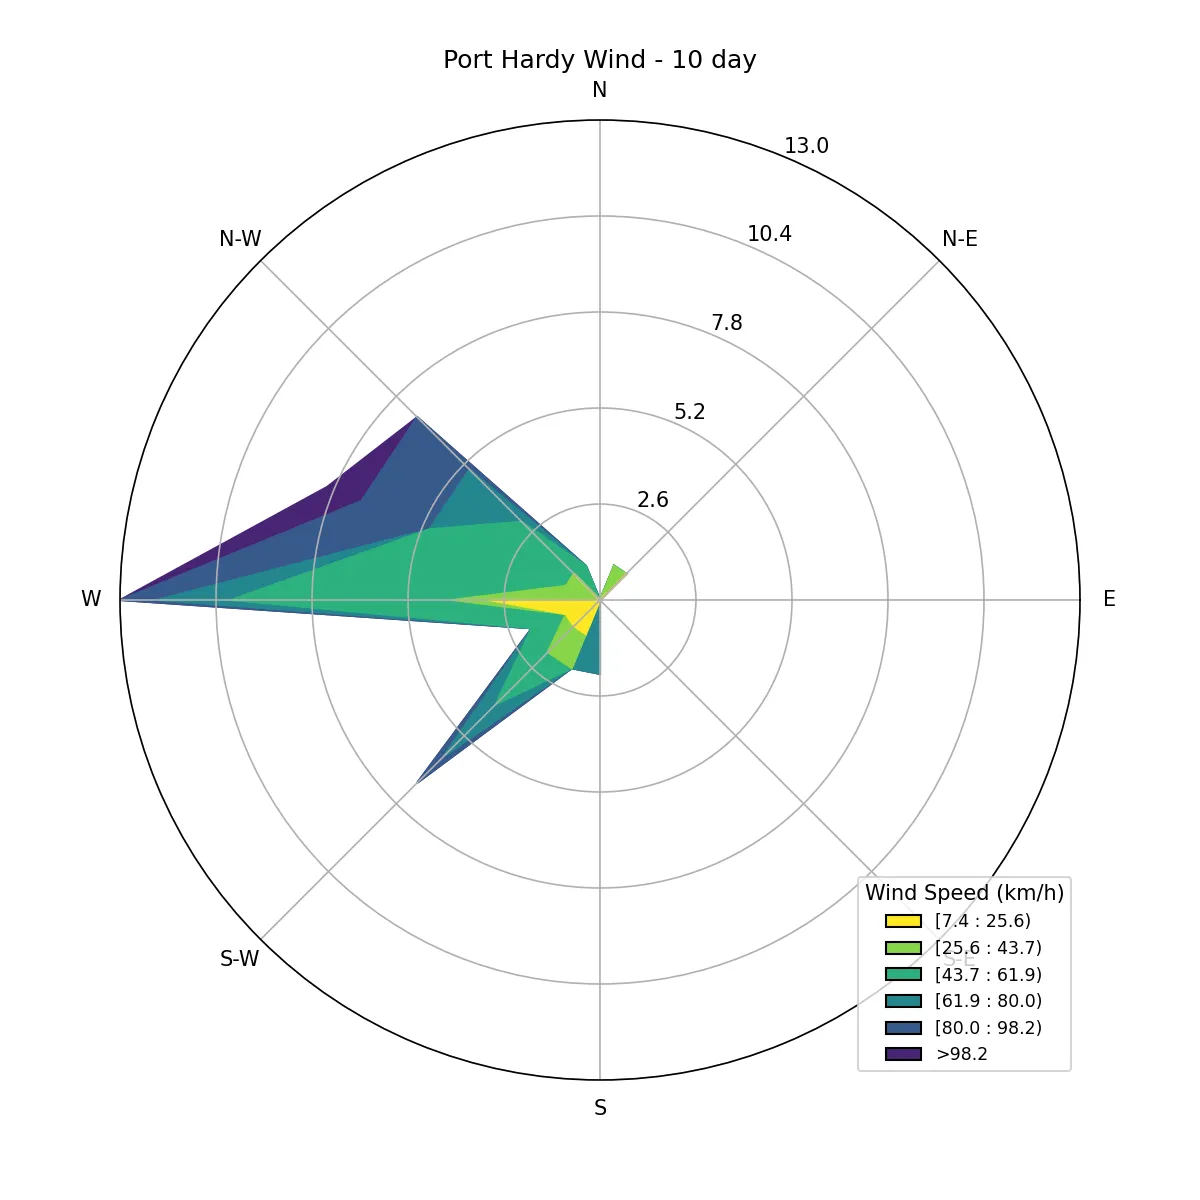 Port Hardy Wind - 10 day
N
13.0
10.4
N-W
N-E
7.8
5.2
2.6
W
E
S-W
S-E
S
Wind Speed (km/h)
[7.4 : 25.6)
[25.6 : 43.7)
[43.7 : 61.9)
[61.9 : 80.0)
[80.0 : 98.2)
>98.2